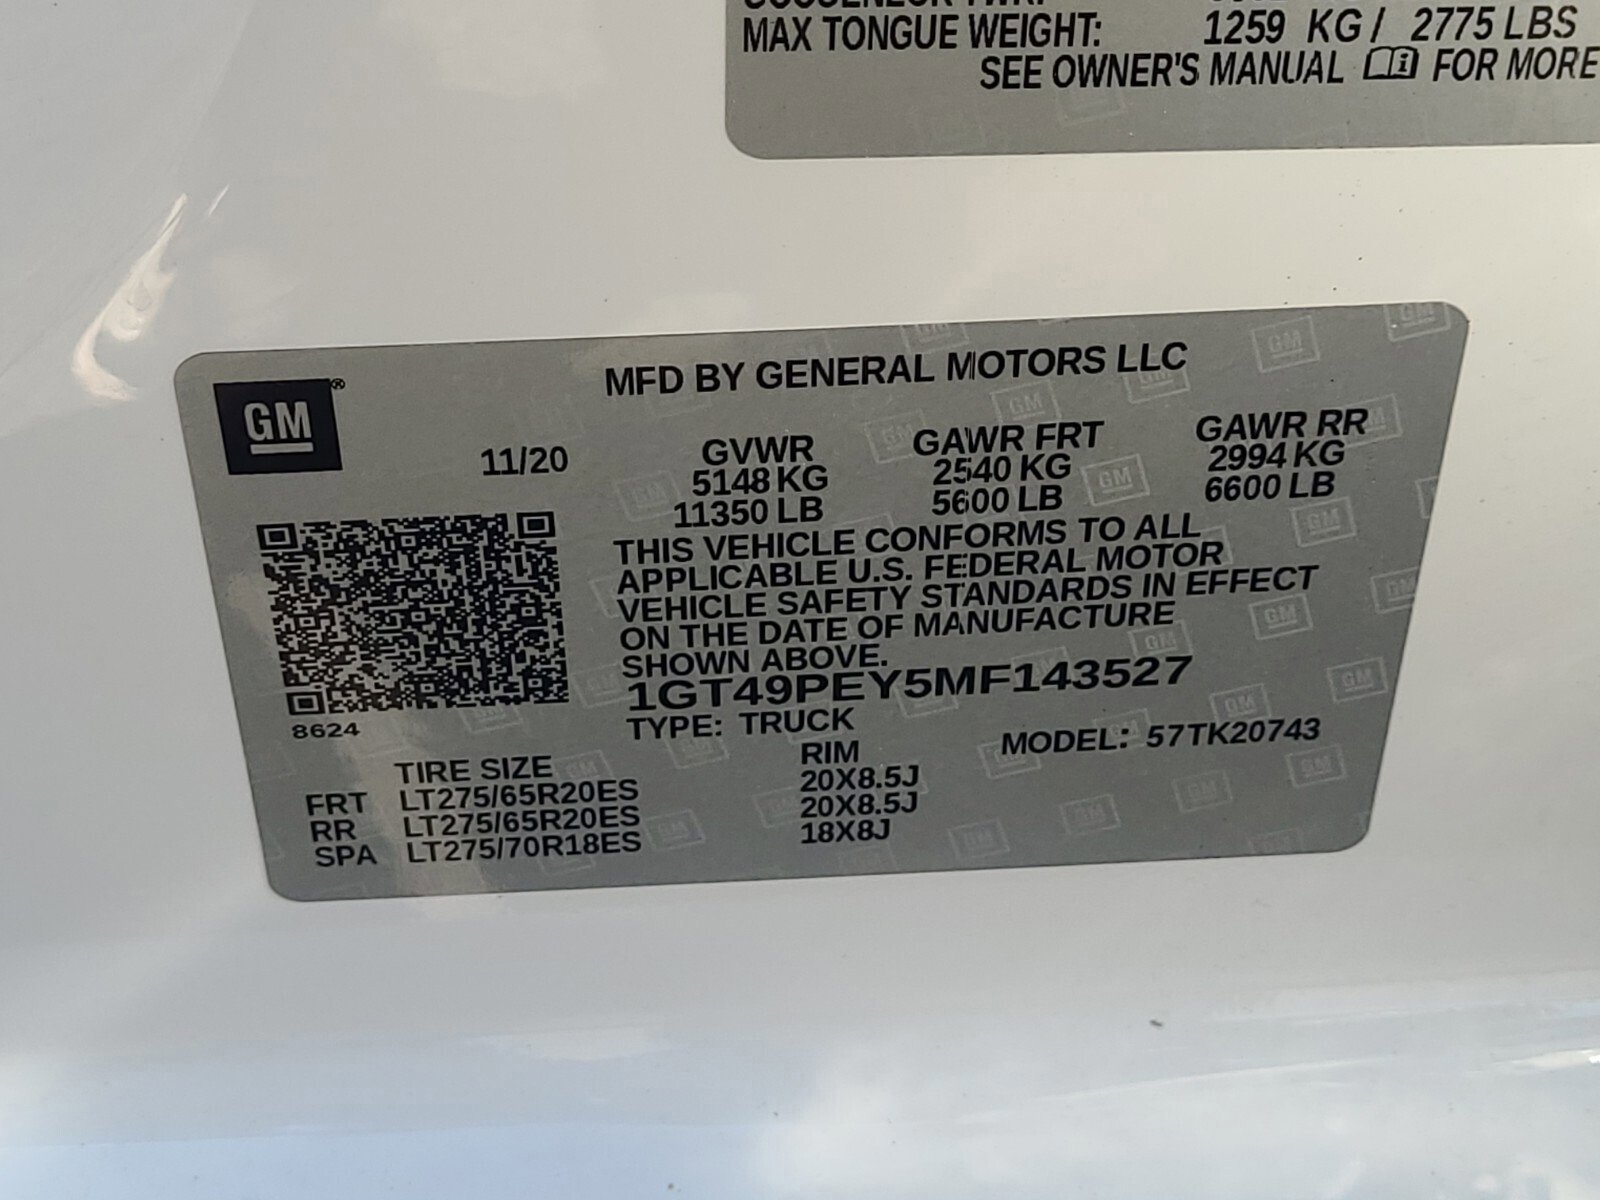 MAX TONGUE WEIGHT: 1259 KG / 2775 LBS
SEE OWNER'S MANUAL FOR MORE
GM®
MFD BY GENERAL MOTORS LLC
11/20
GVWR GAWR FRT GAWR RR
5148 KG 2540 KG 2994 KG
11350 LB 5600 LB 6600 LB
THIS VEHICLE CONFORMS TO ALL
APPLICABLE U.S. FEDERAL MOTOR
VEHICLE SAFETY STANDARDS IN EFFECT
ON THE DATE OF MANUFACTURE
SHOWN ABOVE.
1GT49PEY5MF143527
8624
TYPE: TRUCK MODEL: 57TK20743
TIRE SIZE RIM
FRT LT275/65R20ES 20X8.5J
RR LT275/65R20ES 20X8.5J
SPA LT275/70R18ES 18X8J